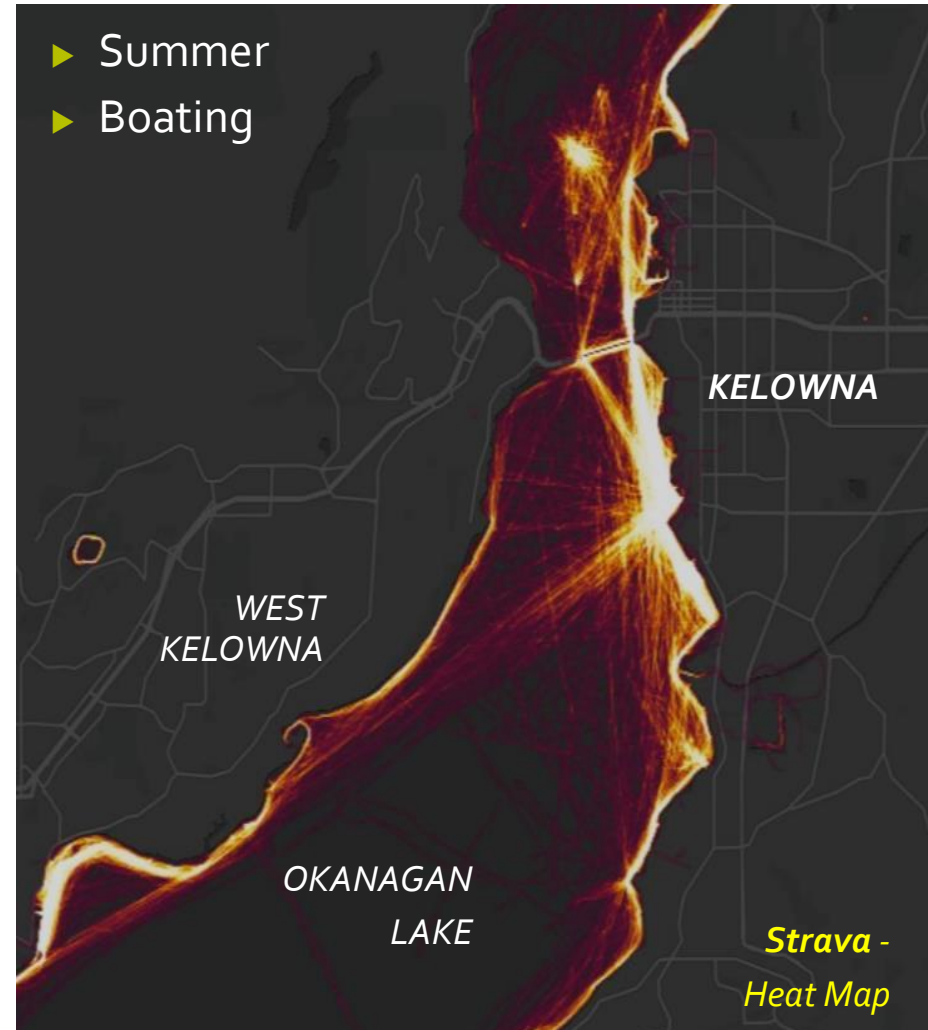 Summer
Boating
KELOWNA
WEST
KELOWNA
OKANAGAN
LAKE
Strava -
Heat Map